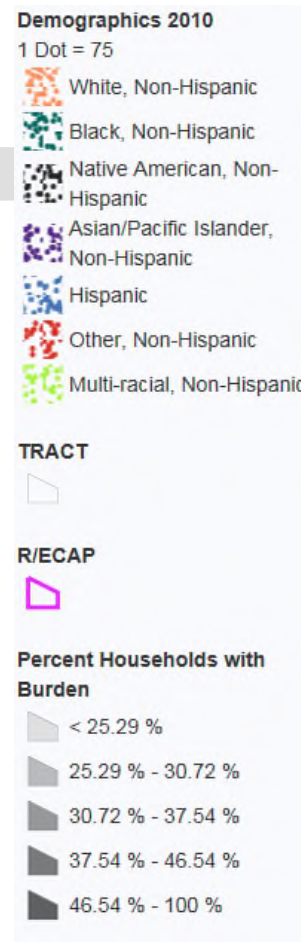 Demographics 2010
1 Dot = 75
White, Non-Hispanic
Black, Non-Hispanic
Native American, Non-
Hispanic
Asian/Pacific Islander,
Non-Hispanic
Hispanic
Other, Non-Hispanic
Multi-racial, Non-Hispanic
TRACT
R/ECAP
Percent Households with
Burden
< 25.29 %
25.29 % - 30.72 %
30.72 % - 37.54 %
37.54 % - 46.54 %
46.54 % - 100 %